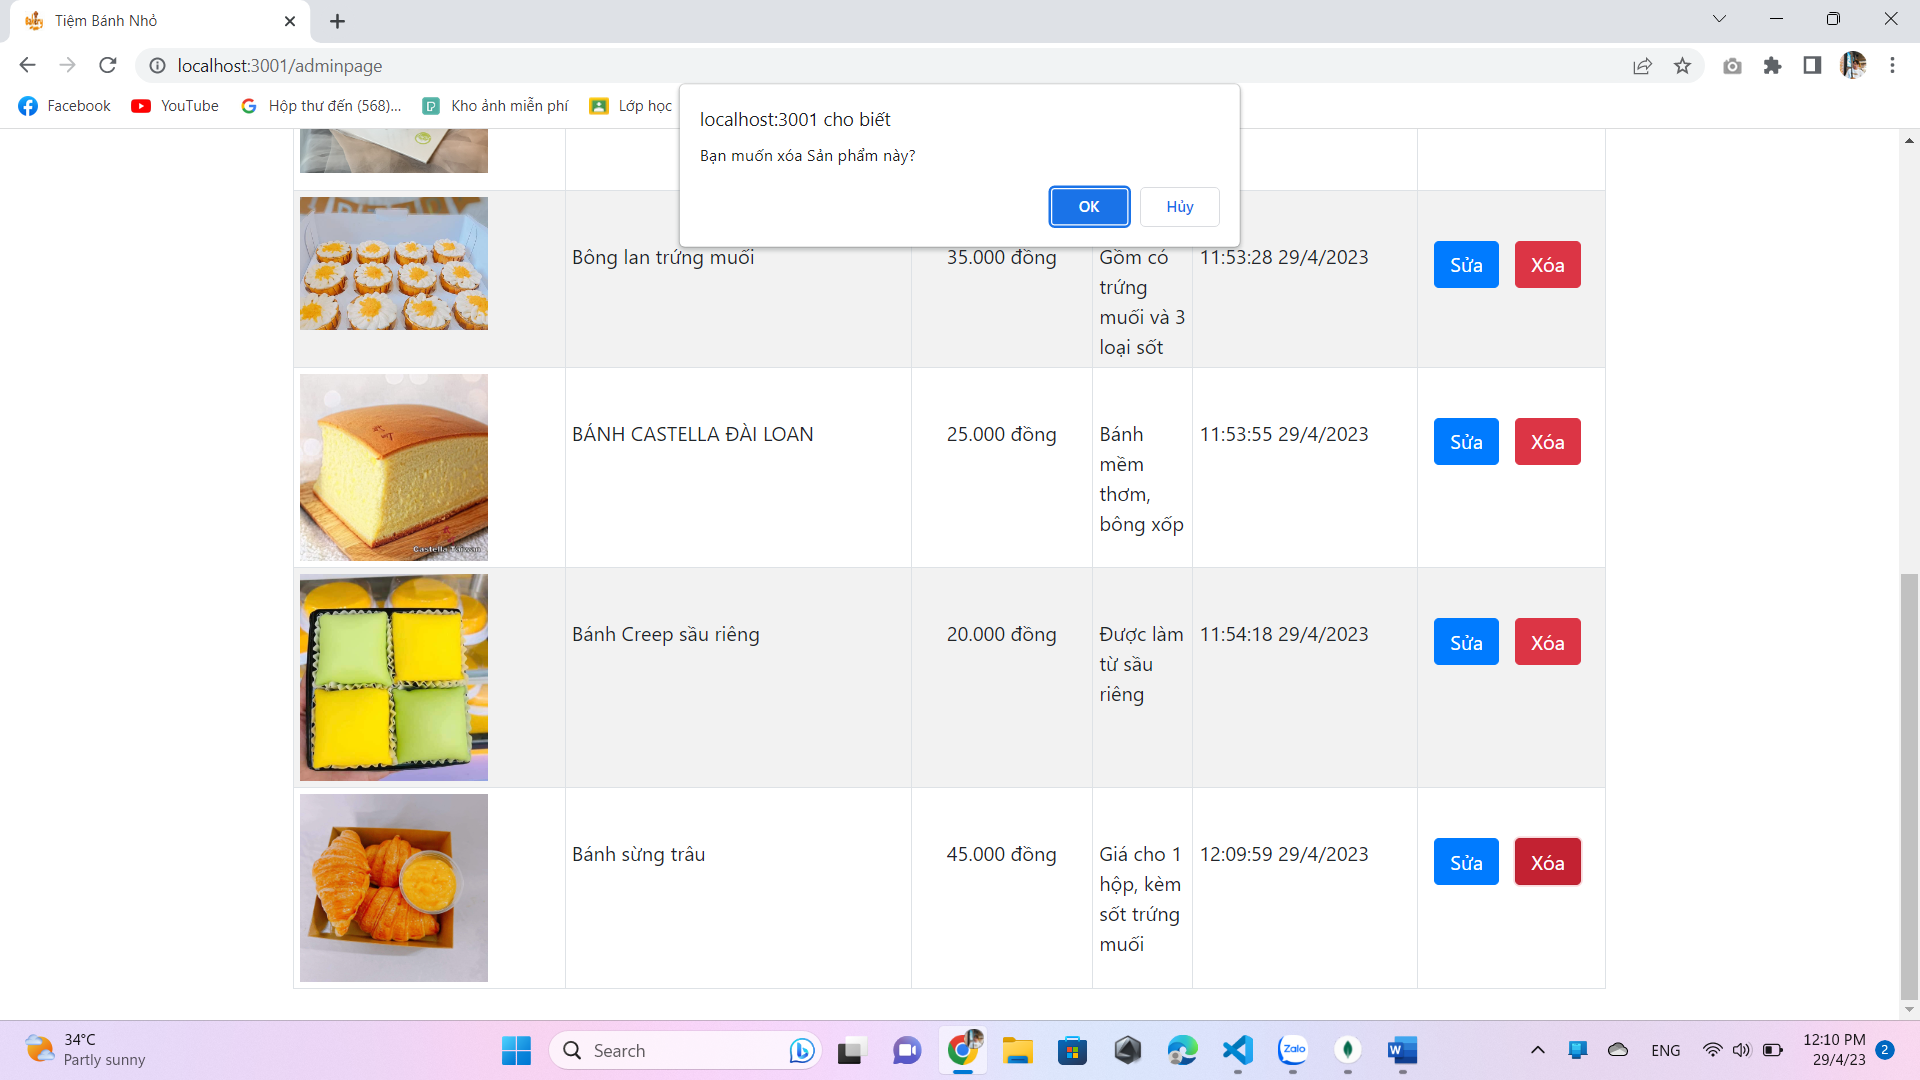 Tiệm Bánh Nhỏ
localhost:3001/adminpage
Facebook
YouTube
Hộp thư đến (568)...
Kho ảnh miễn phí
Lớp học
localhost:3001 cho biết
Bạn muốn xóa Sản phẩm này?
OK
Hủy
Bông lan trứng muối
35.000 đồng
Gồm có
trứng
muối và 3
loại sốt
11:53:28 29/4/2023
Sửa
Xóa
BÁNH CASTELLA ĐÀI LOAN
25.000 đồng
Bánh
mềm
thơm,
bông xốp
11:53:55 29/4/2023
Sửa
Xóa
Castella Taiwan
Bánh Creep sầu riêng
20.000 đồng
Được làm
từ sầu
riêng
11:54:18 29/4/2023
Sửa
Xóa
Bánh sừng trâu
45.000 đồng
Giá cho 1
hộp, kèm
sốt trứng
muối
12:09:59 29/4/2023
Sửa
Xóa
34°C
Partly sunny
Search
Zalo
W
ENG
12:10 PM
29/4/23
2